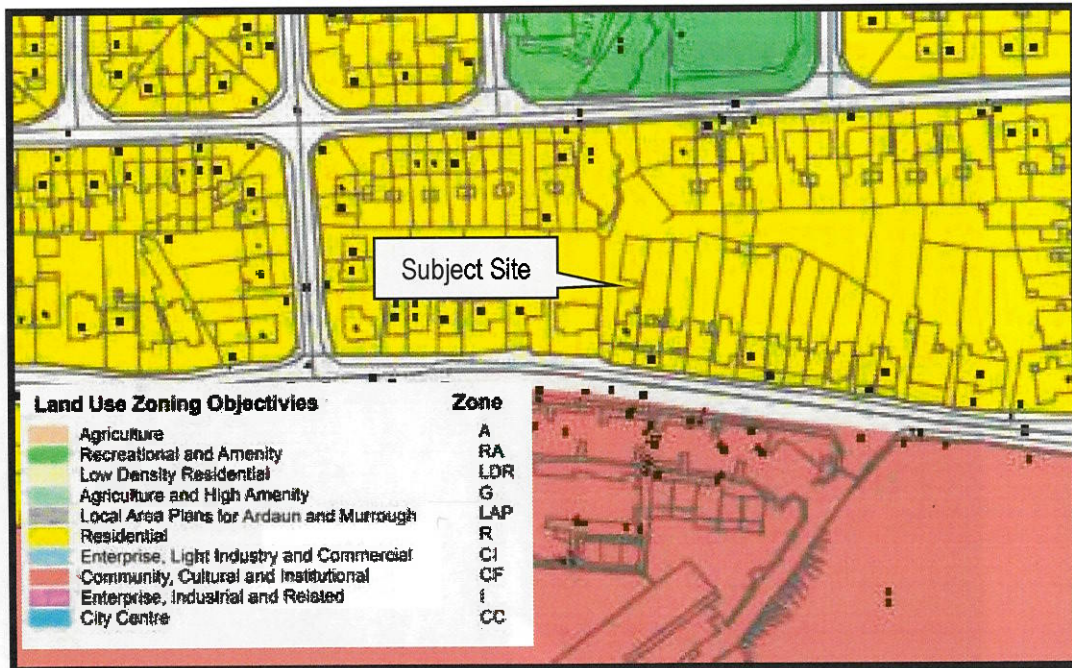 Subject Site
Land Use Zoning Objectivies Zone
Agriculture A
Recreational and Amenity RA
Low Density Residential LDR
Agriculture and High Amenity G
Local Area Plans for Ardaun and Murrough LAP
Residential R
Enterprise, Light Industry and Commercial CI
Community, Cultural and Institutional CF
Enterprise, Industrial and Related I
City Centre CC